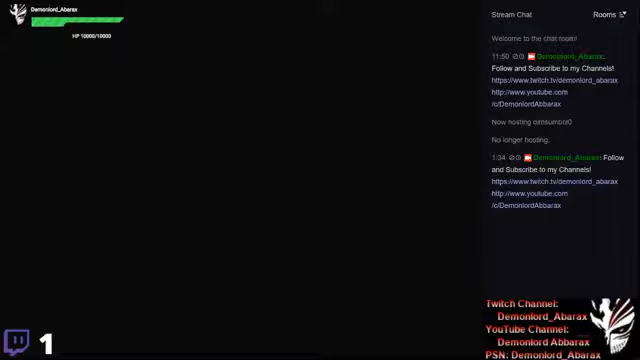 Demonlord_Abarax
HP 10000/10000
Stream Chat
Rooms
Welcome to the chat room!
11:50 Demonlord_Abarax:
Follow and Subscribe to my Channels!
https://www.twitch.tv/demonlord_abarax
http://www.youtube.com
/c/DemonlordAbbarax
Now hosting
No longer hosting.
1:34 Demonlord_Abarax: Follow
and Subscribe to my Channels!
https://www.twitch.tv/demonlord_abarax
http://www.youtube.com
/c/DemonlordAbbarax
1
Twitch Channel:
Demonlord_Abarax
YouTube Channel:
Demonlord Abbarax
PSN: Demonlord_Abarax